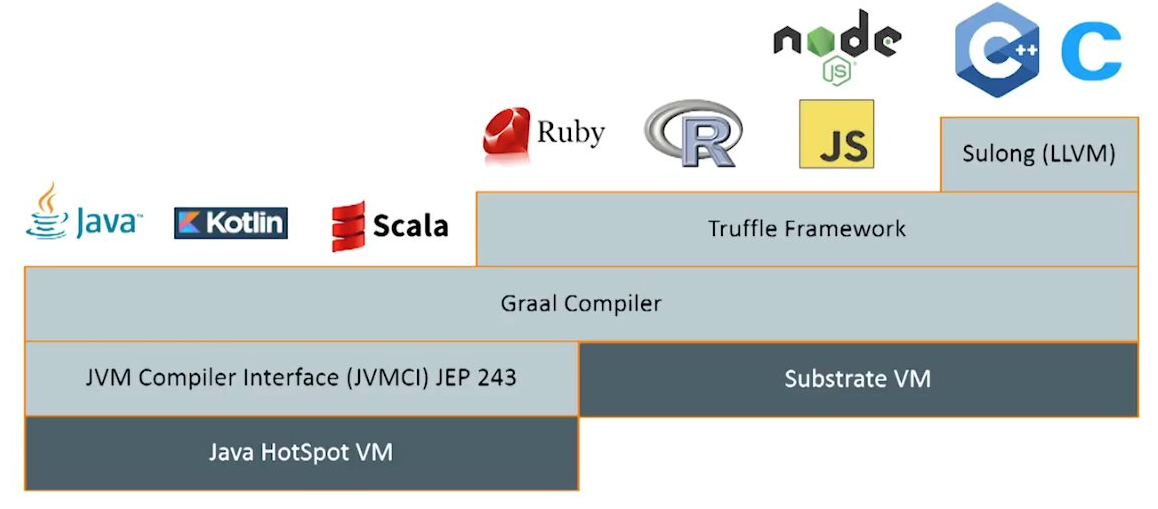 node
JS
C++
C
Ruby
R
JS
Sulong (LLVM)
Java™
Kotlin
Scala
Truffle Framework
Graal Compiler
JVM Compiler Interface (JVMCI) JEP 243
Substrate VM
Java HotSpot VM